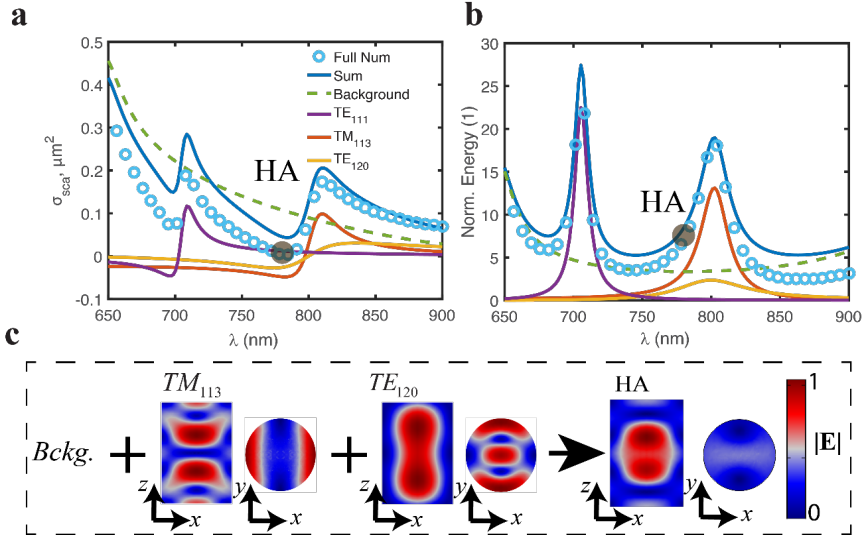 a
0.5
0.4
0.3
0.2
0.1
0
-0.1
650 700 750 800 850 900
λ (nm)
σsca, μm²
Full Num
Sum
Background
TE₁₁₁
TM₁₁₃
TE₁₂₀
HA
b
30
25
20
15
10
5
0
650 700 750 800 850 900
λ (nm)
Norm. Energy (1)
HA
c
TM₁₁₃ TE₁₂₀ HA
Bckg. + + 
z y z y z y
x x x x x x
1
|E|
0